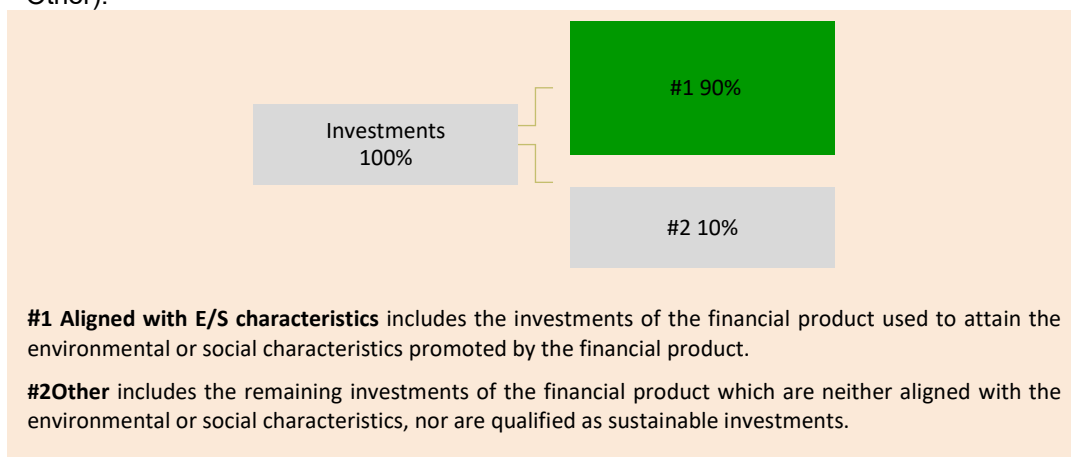 Other).
#1 90%
Investments
100%
#2 10%
#1 Aligned with E/S characteristics includes the investments of the financial product used to attain the
environmental or social characteristics promoted by the financial product.
#2Other includes the remaining investments of the financial product which are neither aligned with the
environmental or social characteristics, nor are qualified as sustainable investments.